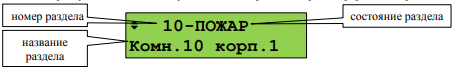 номер раздела
состояние раздела
10-ПОЖАР
название
раздела
Комн.10 корп.1